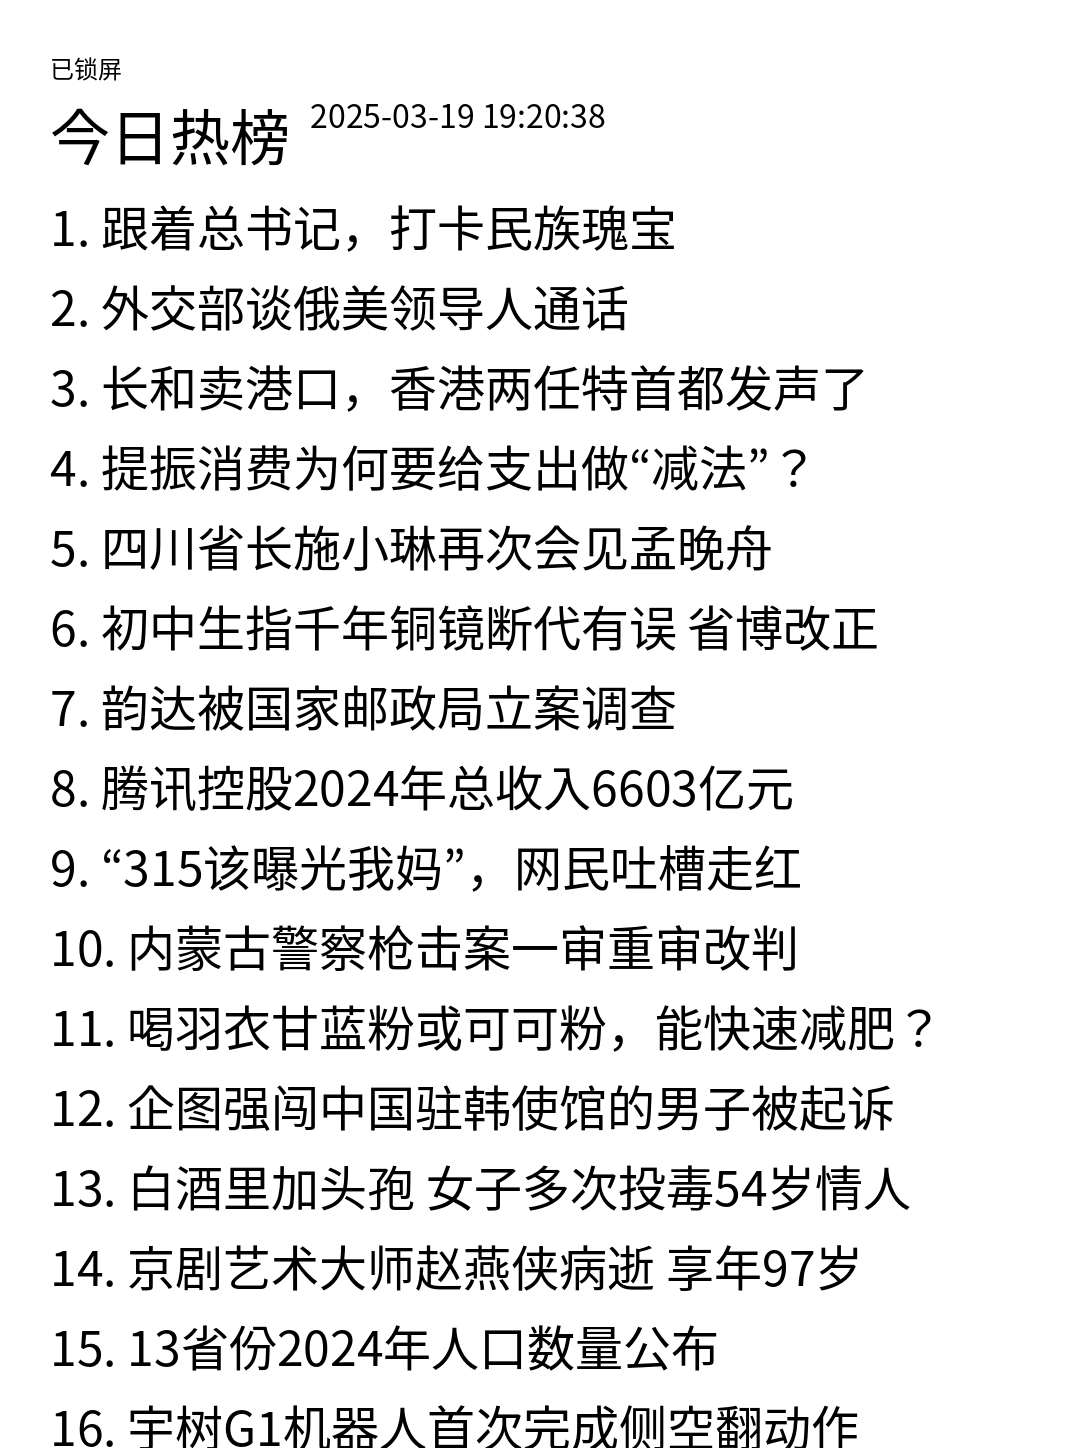 已锁屏
今日热榜 2025-03-19 19:20:38
1. 跟着总书记，打卡民族瑰宝
2. 外交部谈俄美领导人通话
3. 长和卖港口，香港两任特首都发声了
4. 提振消费为何要给支出做“减法”？
5. 四川省长施小琳再次会见孟晚舟
6. 初中生指千年铜镜断代有误 省博改正
7. 韵达被国家邮政局立案调查
8. 腾讯控股2024年总收入6603亿元
9. “315该曝光我妈”，网民吐槽走红
10. 内蒙古警察枪击案一审重审改判
11. 喝羽衣甘蓝粉或可可粉，能快速减肥？
12. 企图强闯中国驻韩使馆的男子被起诉
13. 白酒里加头孢 女子多次投毒54岁情人
14. 京剧艺术大师赵燕侠病逝 享年97岁
15. 13省份2024年人口数量公布
16. 宇树G1机器人首次完成侧空翻动作